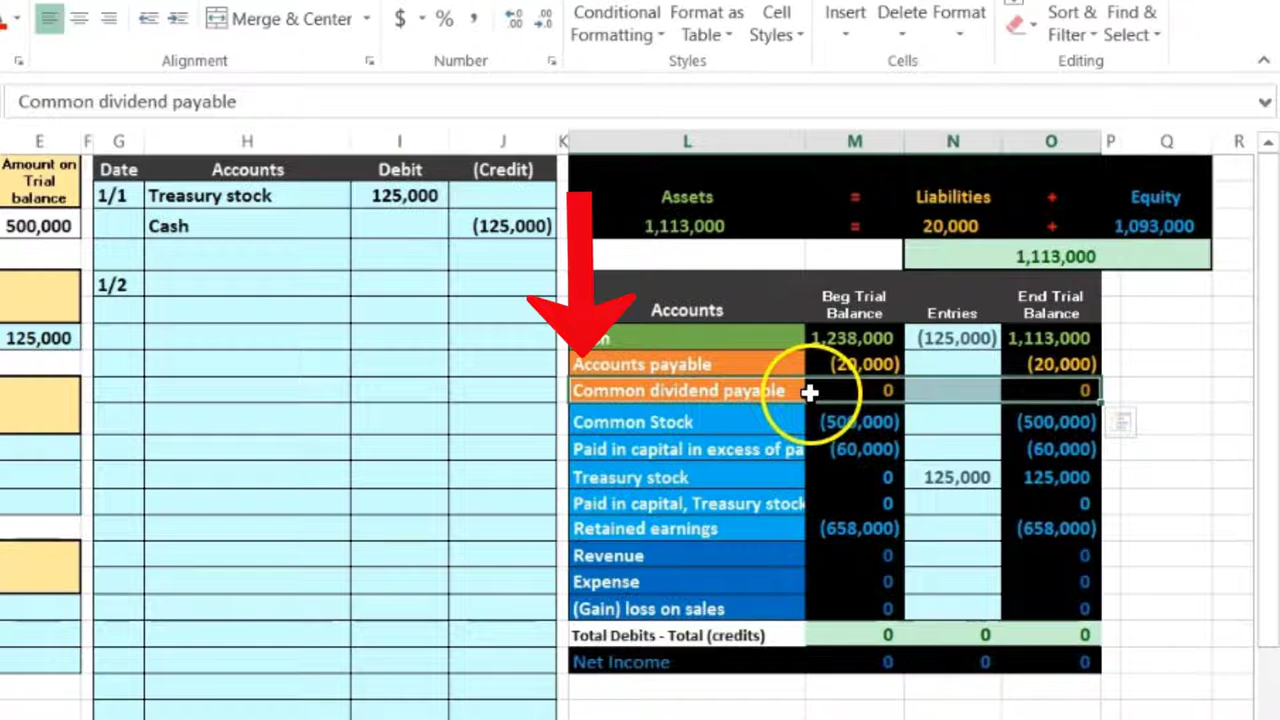 Merge & Center
$ % ,
Conditional Formatting
Format as Table
Cell Styles
Insert Delete Format
Sort & Filter
Find & Select
Alignment Number Styles Cells Editing
Common dividend payable
E F G H I J K L M N O P Q R
Amount on Trial balance
500,000
125,000
Date Accounts Debit (Credit)
1/1 Treasury stock 125,000
Cash (125,000)
1/2
Assets = Liabilities + Equity
1,113,000 = 20,000 + 1,093,000
1,113,000
Accounts Beg Trial Balance Entries End Trial Balance
1,238,000 (125,000) 1,113,000
Accounts payable (20,000) (20,000)
Common dividend payable 0 0
Common Stock (500,000) (500,000)
Paid in capital in excess of pa (60,000) (60,000)
Treasury stock 0 125,000 125,000
Paid in capital, Treasury stock 0 0
Retained earnings (658,000) (658,000)
Revenue 0 0
Expense 0 0
(Gain) loss on sales 0 0
Total Debits - Total (credits) 0 0 0
Net Income 0 0 0